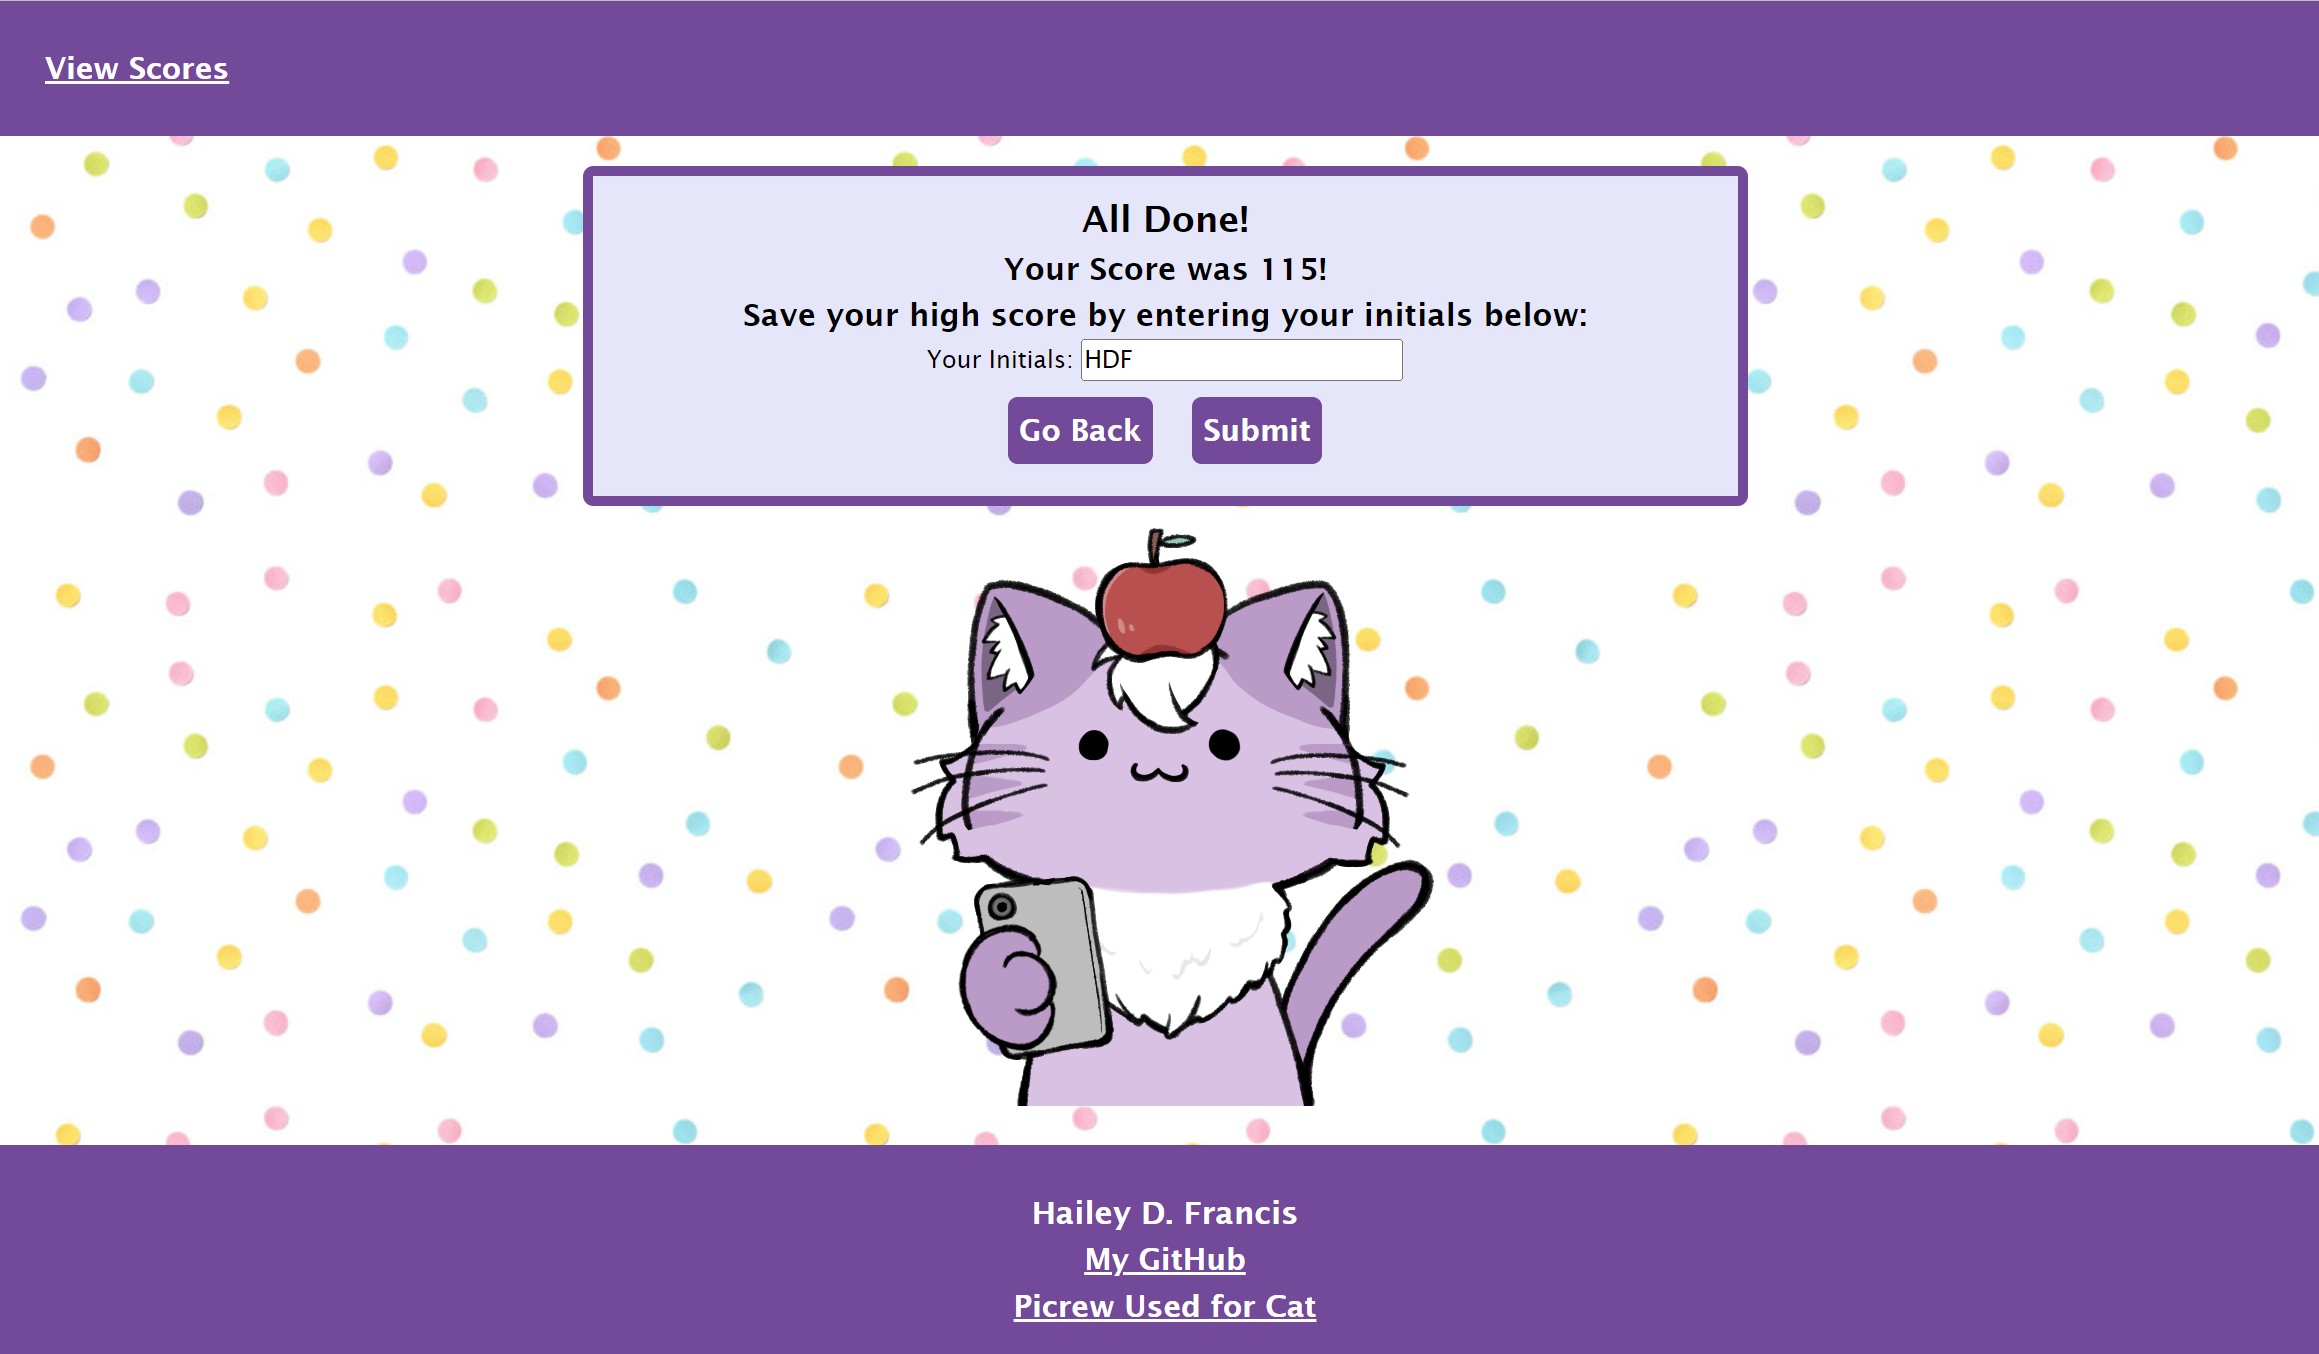 View Scores
All Done!
Your Score was 115!
Save your high score by entering your initials below:
Your Initials: HDF
Go Back Submit
Hailey D. Francis
My GitHub
Picrew Used for Cat